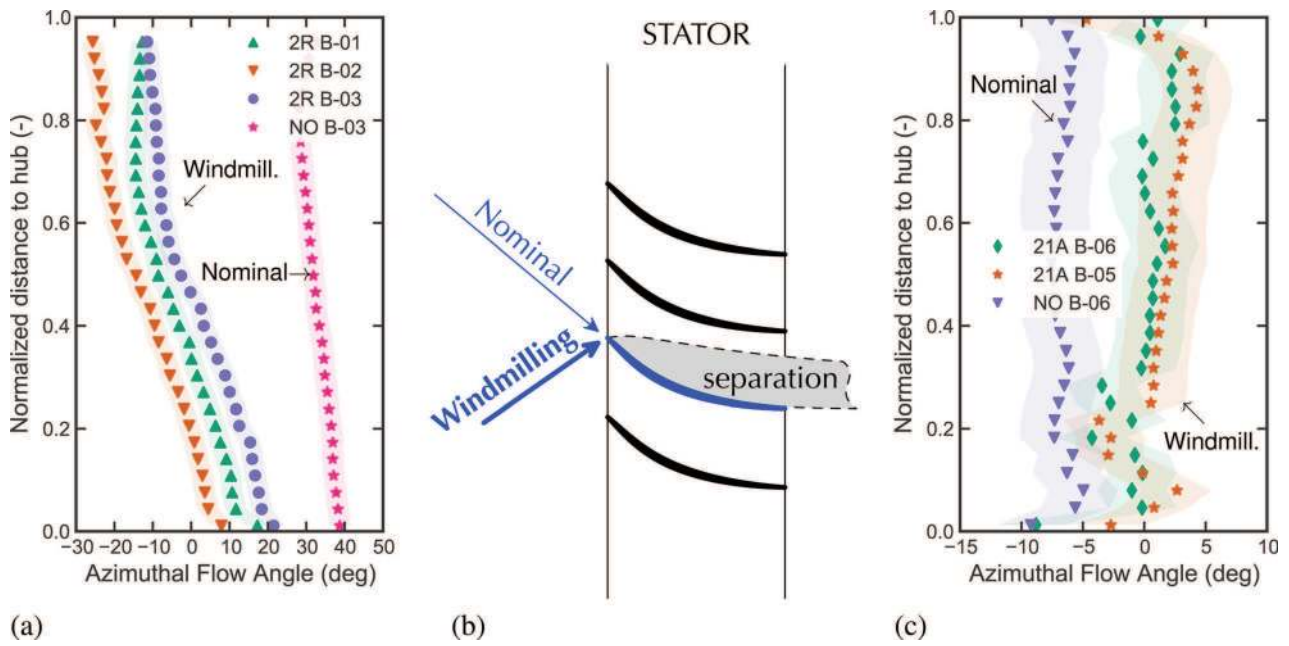 1.0
0.8
0.6
0.4
0.2
0.0
Normalized distance to hub (-)
2R B-01
2R B-02
2R B-03
NO B-03
Windmill.
Nominal
−30
−20
−10
0
10
20
30
40
50
Azimuthal Flow Angle (deg)
(a)
STATOR
Nominal
Windmilling
separation
(b)
1.0
0.8
0.6
0.4
0.2
0.0
Normalized distance to hub (-)
Nominal
21A B-06
21A B-05
NO B-06
Windmill.
−15
−10
−5
0
5
10
Azimuthal Flow Angle (deg)
(c)